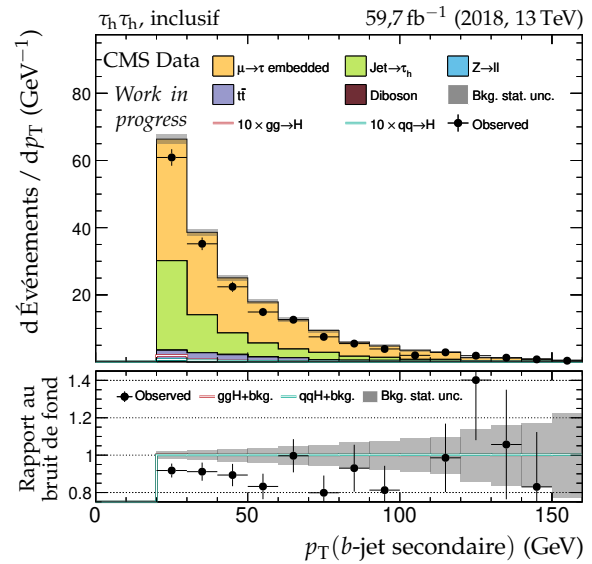 τhτh, inclusif 59,7 fb−1 (2018, 13 TeV)
CMS Data
Work in
progress
μ→τ embedded Jet→τh Z→ll
tt̄ Diboson Bkg. stat. unc.
10 × gg→H 10 × qq→H Observed
d Événements / dpT (GeV−1)
80
60
40
20
Observed ggH+bkg. qqH+bkg. Bkg. stat. unc.
Rapport au
bruit de fond
1.4
1.2
1
0.8
0 50 100 150
pT(b-jet secondaire) (GeV)